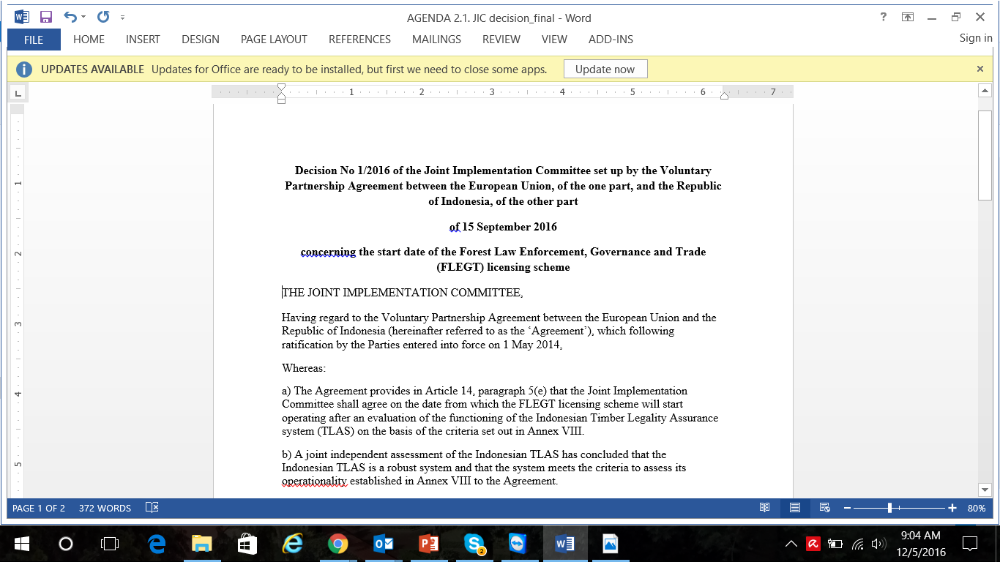 AGENDA 2.1. JIC decision_final - Word
?
FILE HOME INSERT DESIGN PAGE LAYOUT REFERENCES MAILINGS REVIEW VIEW ADD-INS Sign in
UPDATES AVAILABLE Updates for Office are ready to be installed, but first we need to close some apps. Update now
1 2 3 4 5 6 7
Decision No 1/2016 of the Joint Implementation Committee set up by the Voluntary
Partnership Agreement between the European Union, of the one part, and the Republic
of Indonesia, of the other part
of 15 September 2016
concerning the start date of the Forest Law Enforcement, Governance and Trade
(FLEGT) licensing scheme
THE JOINT IMPLEMENTATION COMMITTEE,
Having regard to the Voluntary Partnership Agreement between the European Union and the
Republic of Indonesia (hereinafter referred to as the ‘Agreement’), which following
ratification by the Parties entered into force on 1 May 2014,
Whereas:
a) The Agreement provides in Article 14, paragraph 5(e) that the Joint Implementation
Committee shall agree on the date from which the FLEGT licensing scheme will start
operating after an evaluation of the functioning of the Indonesian Timber Legality Assurance
system (TLAS) on the basis of the criteria set out in Annex VIII.
b) A joint independent assessment of the Indonesian TLAS has concluded that the
Indonesian TLAS is a robust system and that the system meets the criteria to assess its
operationality established in Annex VIII to the Agreement.
1
2
3
4
5
PAGE 1 OF 2 372 WORDS 80%
2
9:04 AM
12/5/2016